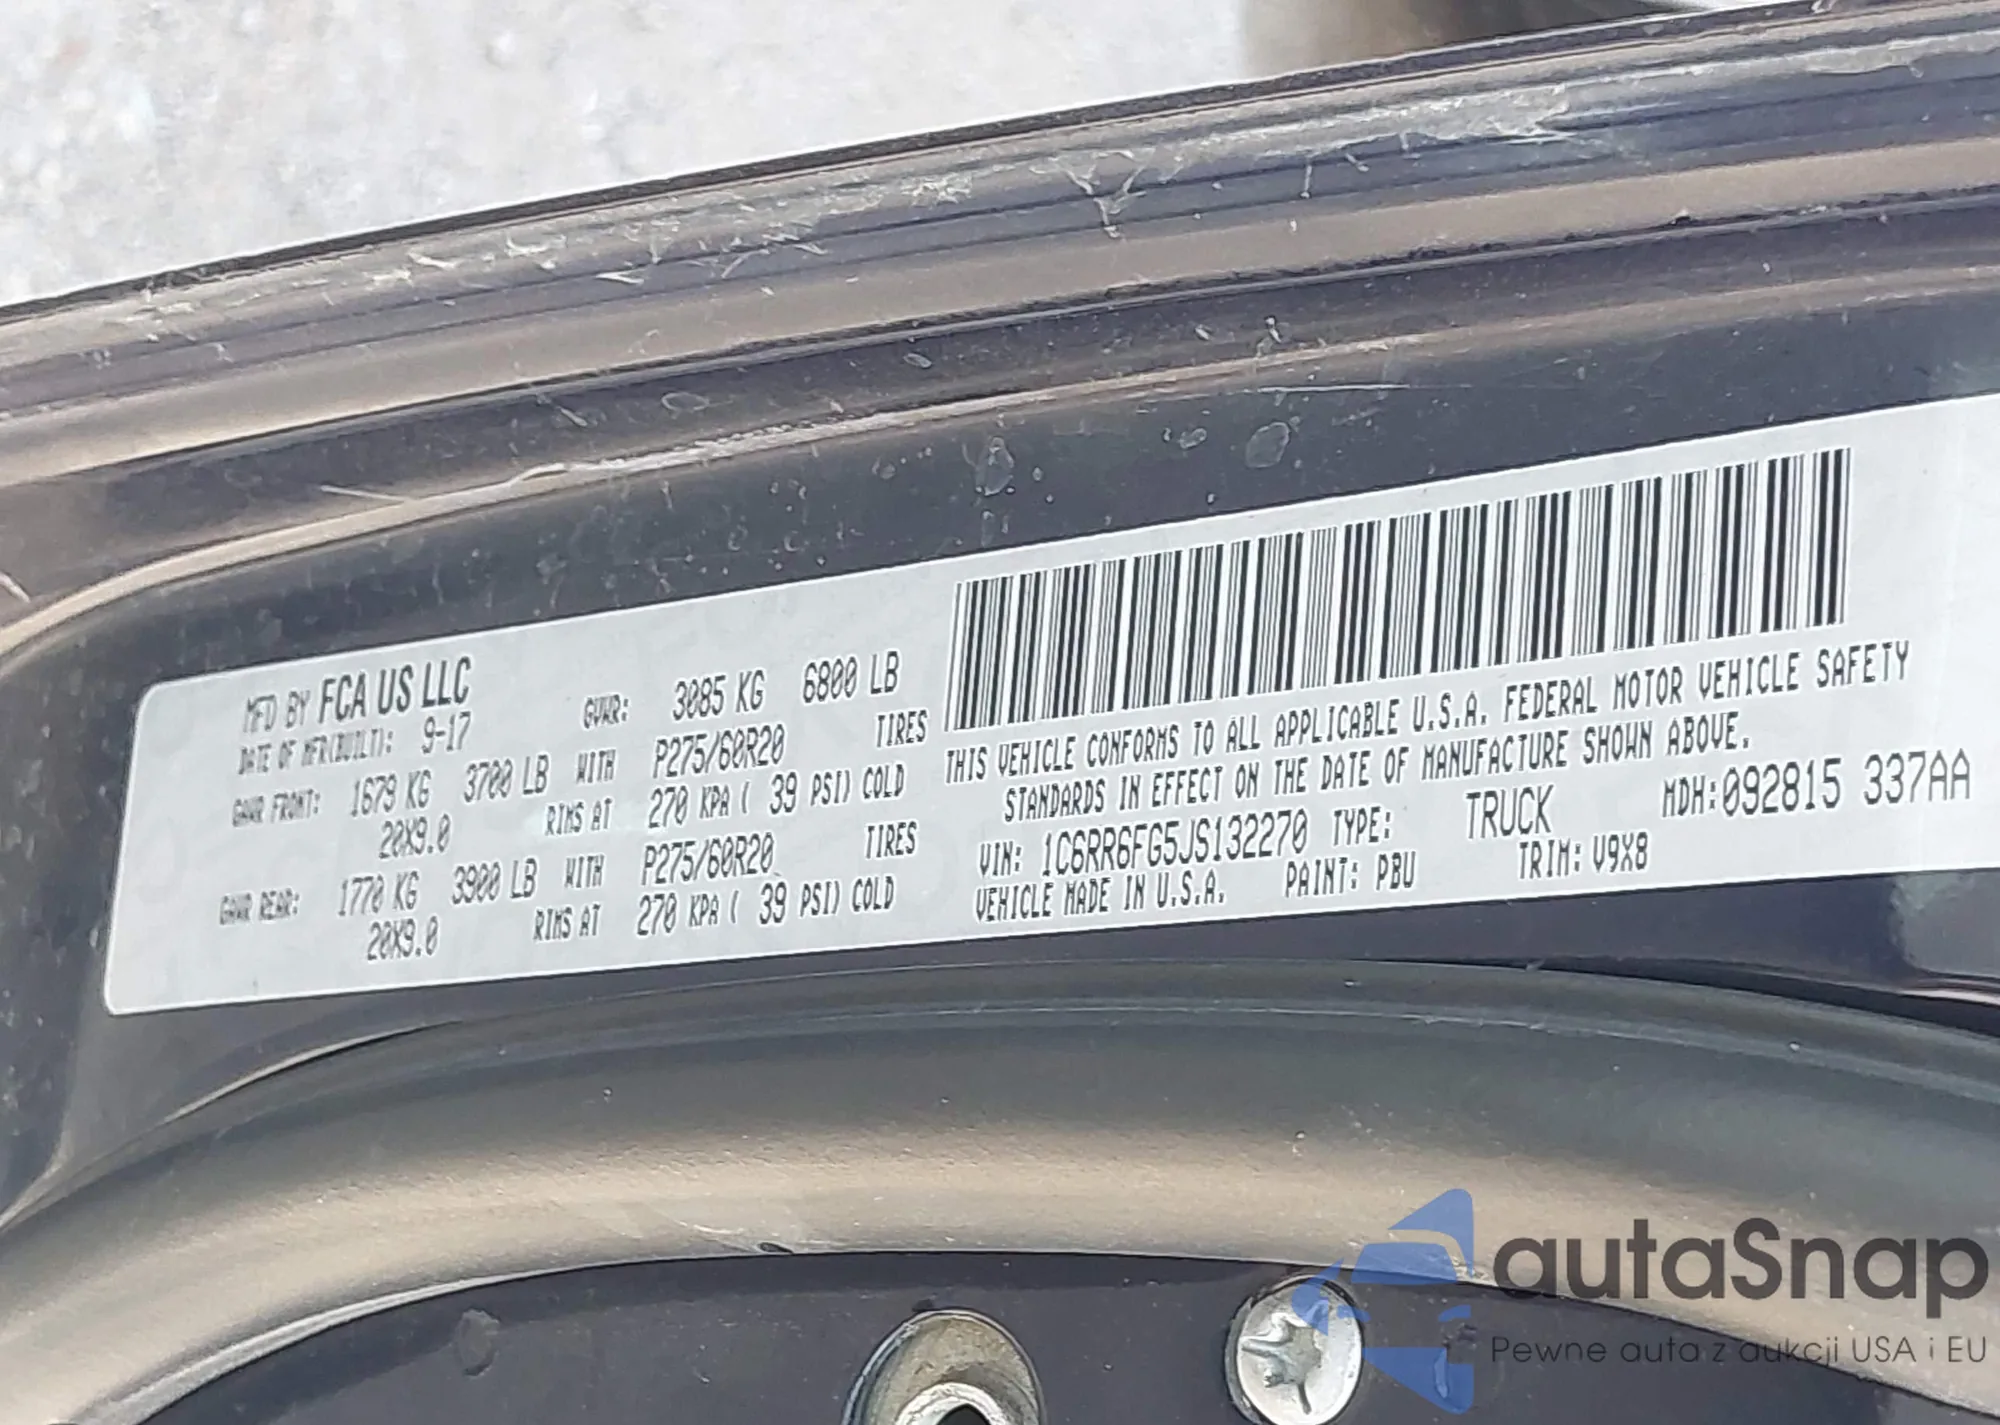 MFD BY FCA US LLC
DATE OF MFR(BUILT): 9-17
GVWR: 3085 KG 6800 LB
GAWR FRONT: 1679 KG 3700 LB WITH P275/60R20 TIRES
20X9.0 RIMS AT 270 KPA ( 39 PSI) COLD
GAWR REAR: 1770 KG 3900 LB WITH P275/60R20 TIRES
20X9.0 RIMS AT 270 KPA ( 39 PSI) COLD
THIS VEHICLE CONFORMS TO ALL APPLICABLE U.S.A. FEDERAL MOTOR VEHICLE SAFETY
STANDARDS IN EFFECT ON THE DATE OF MANUFACTURE SHOWN ABOVE.
VIN: 1C6RR6FG5JS132270 TYPE: TRUCK MDH:092815 337AA
VEHICLE MADE IN U.S.A. PAINT: PBU TRIM: V9X8
autaSnap
Pewne auta z aukcji USA i EU